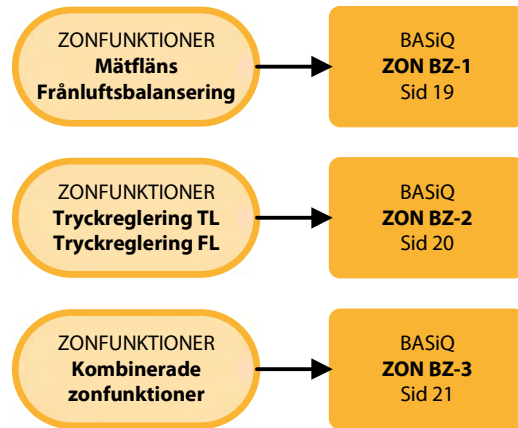 ZONFUNKTIONER
Mätfläns
Frånluftsbalansering
BASiQ
ZON BZ-1
Sid 19
ZONFUNKTIONER
Tryckreglering TL
Tryckreglering FL
BASiQ
ZON BZ-2
Sid 20
ZONFUNKTIONER
Kombinerade
zonfunktioner
BASiQ
ZON BZ-3
Sid 21